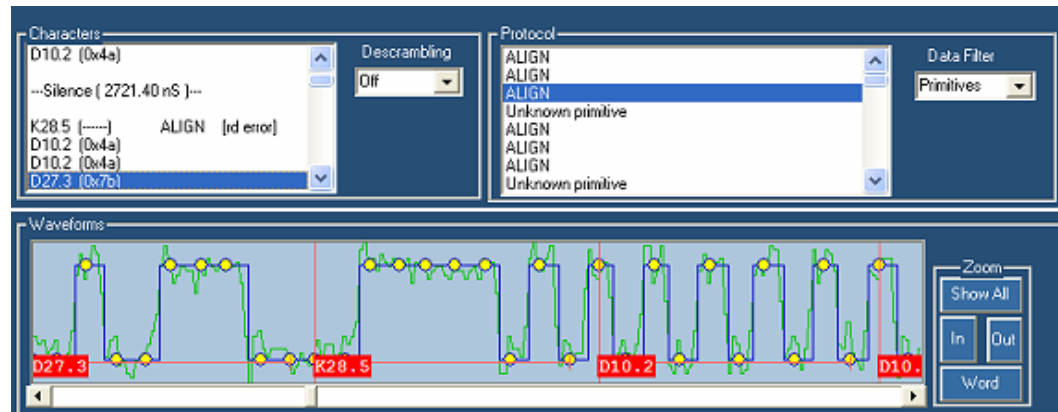 Characters
D10.2 (0x4a)
---Silence ( 2721.40 nS )---
K28.5 (-----) ALIGN [rd error]
D10.2 (0x4a)
D10.2 (0x4a)
D27.3 (0x7b)
Descrambling
Off
Protocol
ALIGN
ALIGN
ALIGN
Unknown primitive
ALIGN
ALIGN
ALIGN
Unknown primitive
Data Filter
Primitives
Waveforms
D27.3
K28.5
D10.2
D10.
Zoom
Show All
In
Out
Word